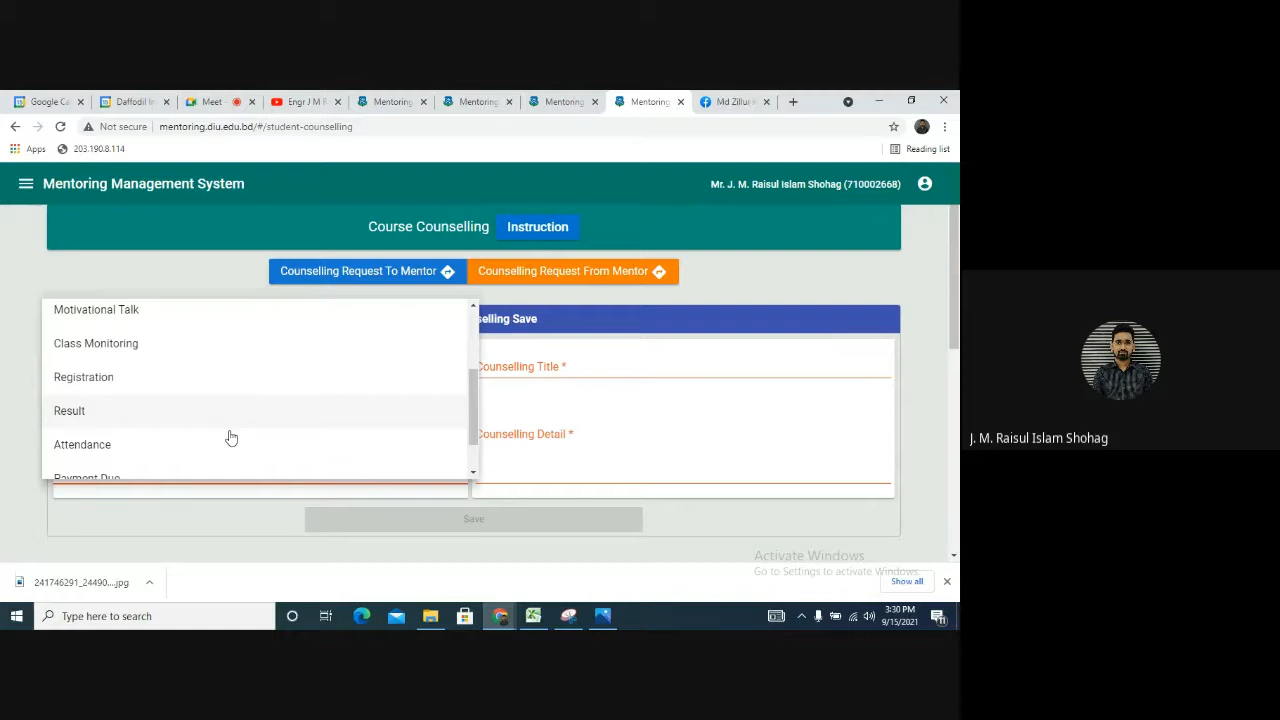 Google Ca
Daffodil In
Meet -
Engr J M R
Mentoring
Mentoring
Mentoring
Mentoring
Md Zillur
Not secure
mentoring.diu.edu.bd/#/student-counselling
Apps
203.190.8.114
Reading list
Mentoring Management System
Mr. J. M. Raisul Islam Shohag (710002668)
Course Counselling
Instruction
Counselling Request To Mentor
Counselling Request From Mentor
Motivational Talk
Class Monitoring
Registration
Result
Attendance
Payment Due
selling Save
Counselling Title *
Counselling Detail *
Save
J. M. Raisul Islam Shohag
Activate Windows
Go to Settings to activate Windows.
241746291_24490....jpg
Show all
Type here to search
3:30 PM
9/15/2021
11